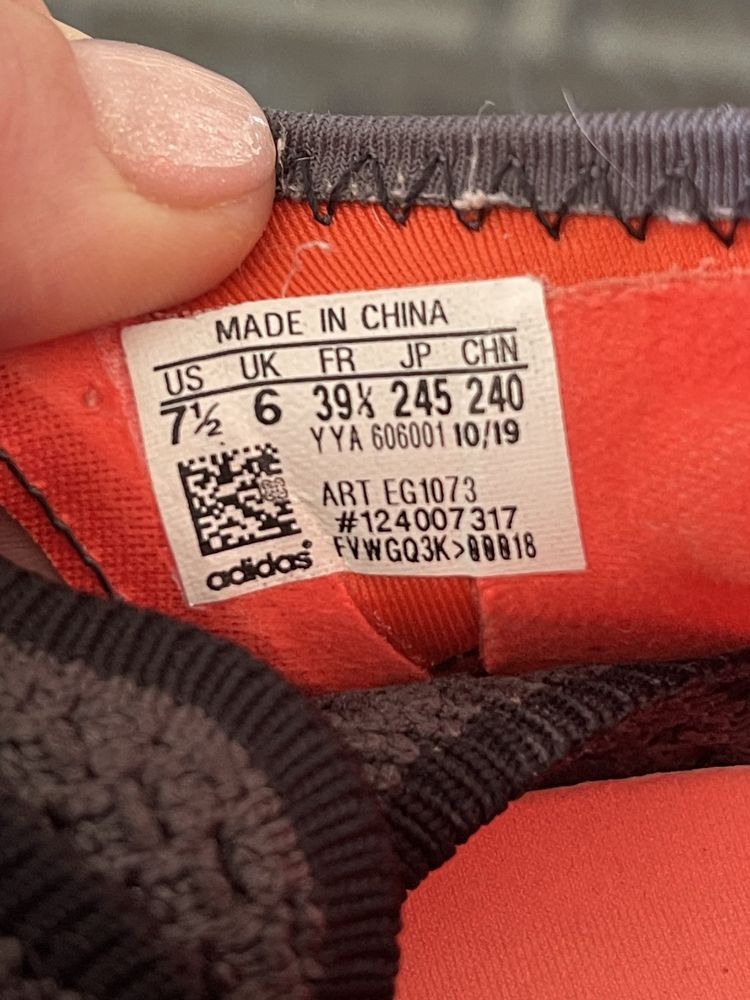 MADE IN CHINA
US UK FR JP CHN
7½ 6 39⅓ 245 240
YYA 606001 10/19
ART EG1073
#124007317
FVWGQ3K>00018
adidas®